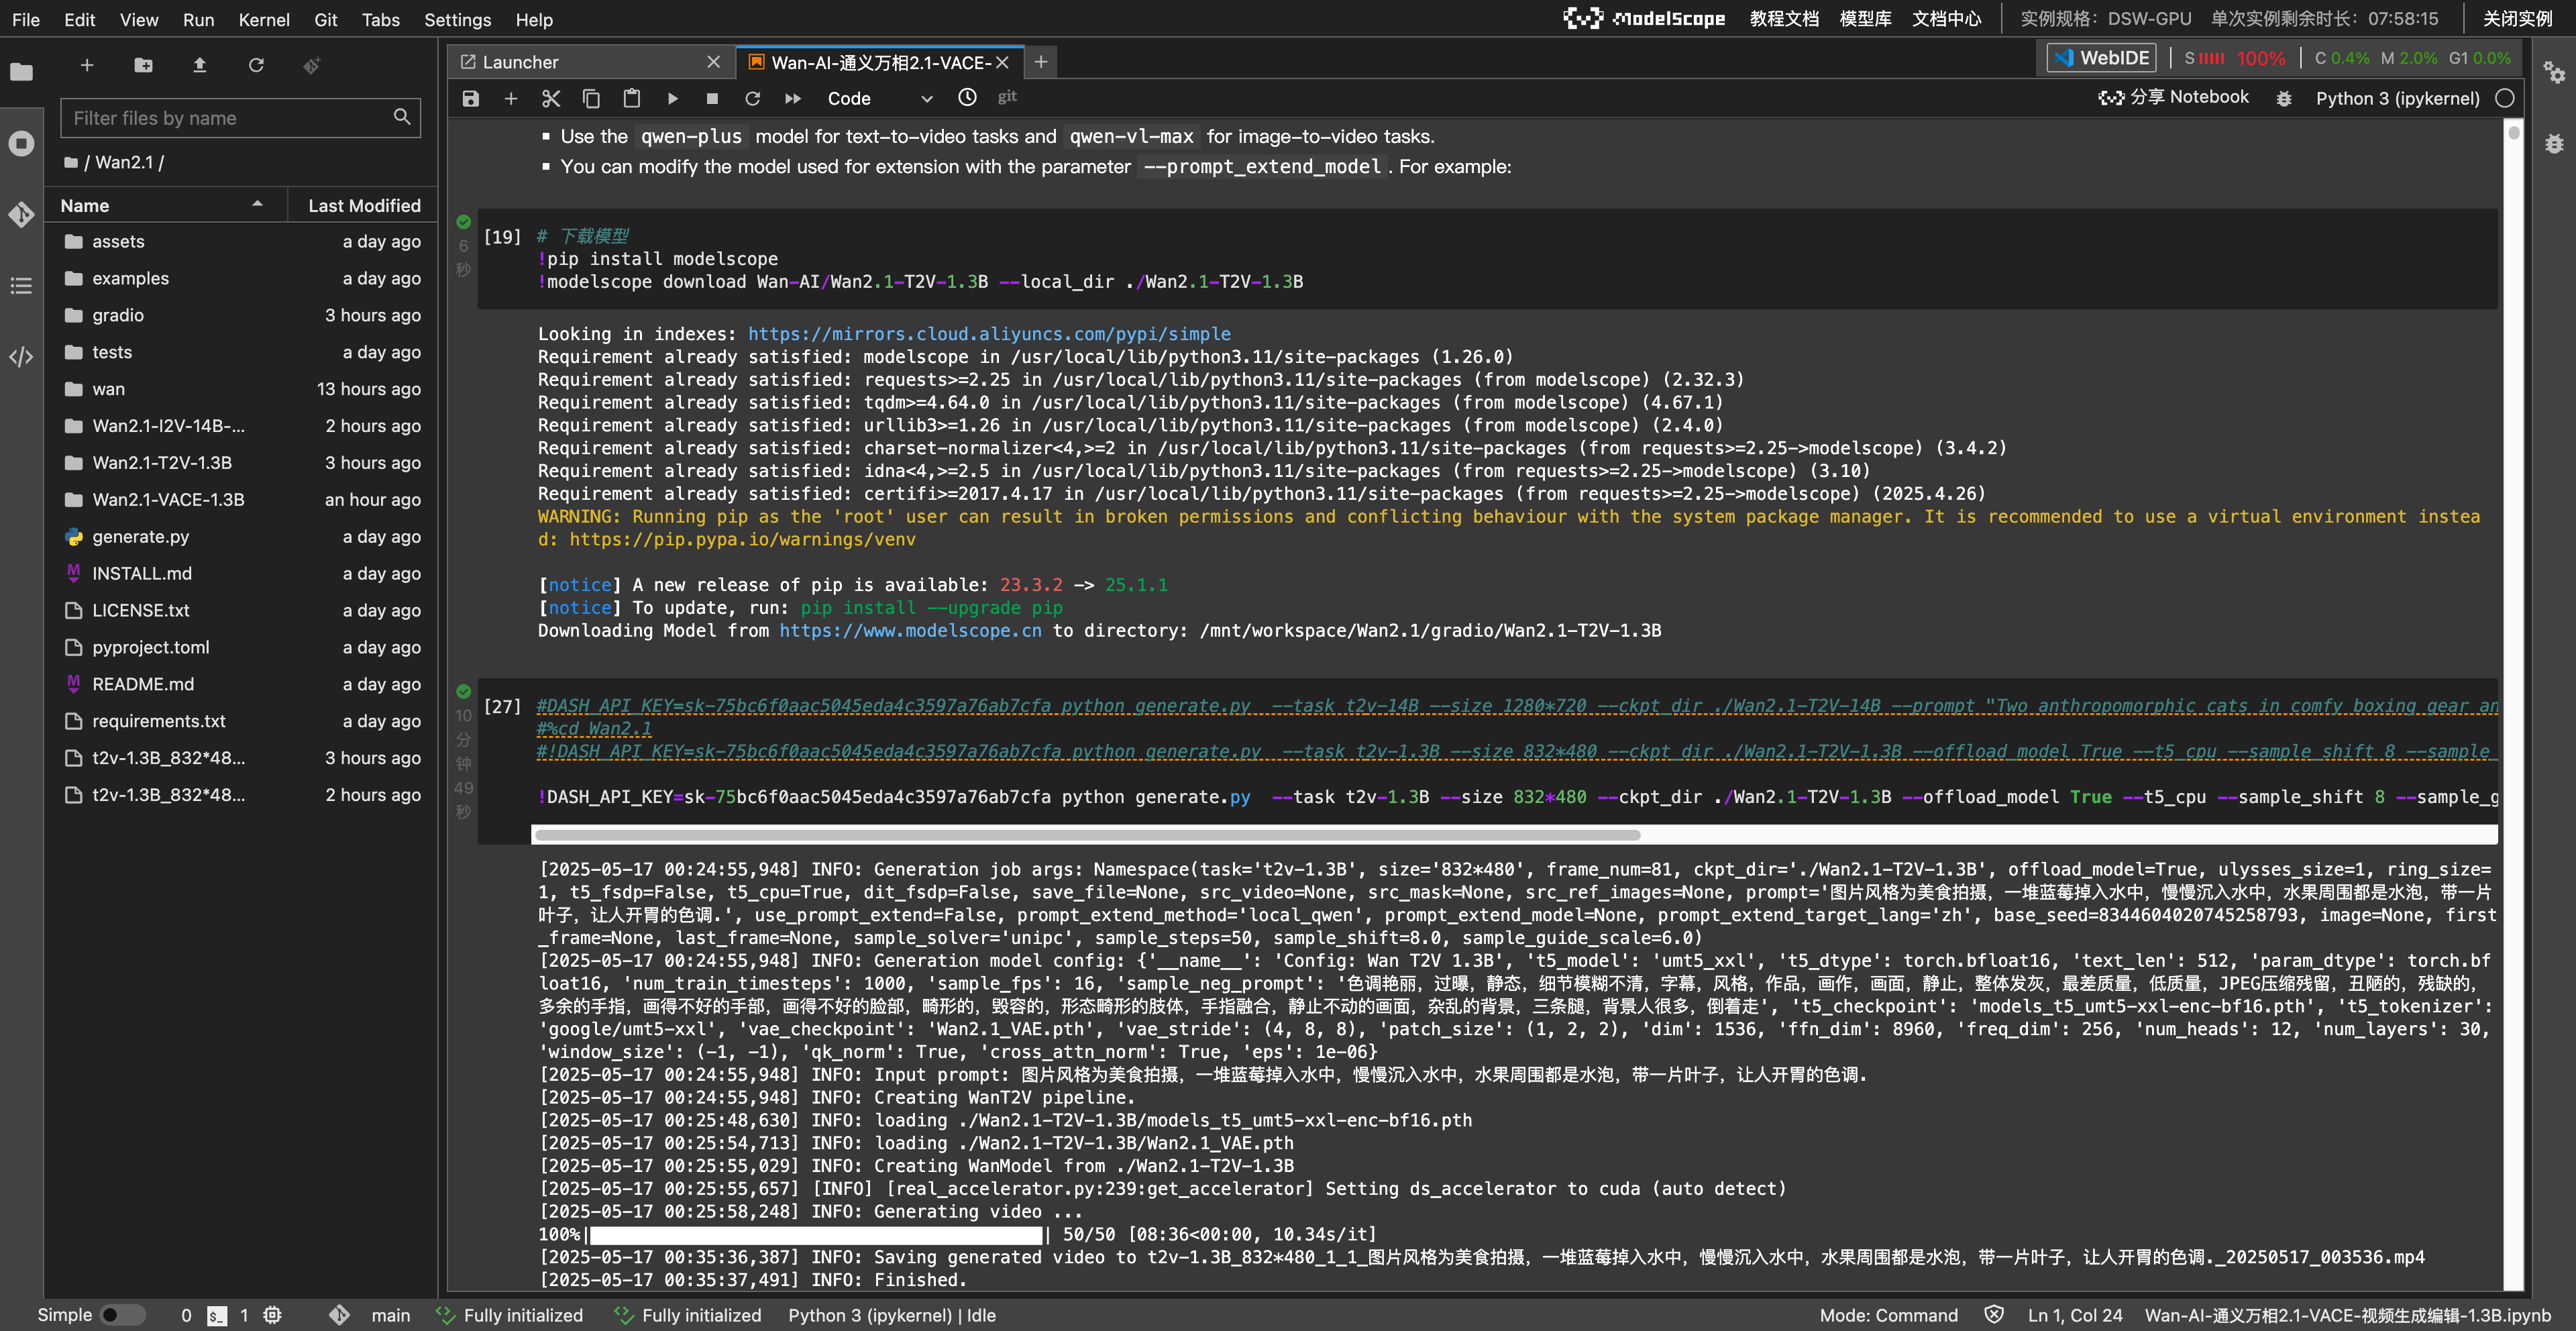 File Edit View Run Kernel Git Tabs Settings Help
ModelScope 教程文档 模型库 文档中心 实例规格：DSW-GPU 单次实例剩余时长：07:58:15 关闭实例
Launcher
Wan-AI-通义万相2.1-VACE-
WebIDE S 100% C 0.4% M 2.0% G1 0.0%
Code git
分享 Notebook Python 3 (ipykernel)
Filter files by name
/ Wan2.1 /
Name Last Modified
assets a day ago
examples a day ago
gradio 3 hours ago
tests a day ago
wan 13 hours ago
Wan2.1-I2V-14B-... 2 hours ago
Wan2.1-T2V-1.3B 3 hours ago
Wan2.1-VACE-1.3B an hour ago
generate.py a day ago
INSTALL.md a day ago
LICENSE.txt a day ago
pyproject.toml a day ago
README.md a day ago
requirements.txt a day ago
t2v-1.3B_832*48... 3 hours ago
t2v-1.3B_832*48... 2 hours ago
Use the qwen-plus model for text-to-video tasks and qwen-vl-max for image-to-video tasks.
You can modify the model used for extension with the parameter --prompt_extend_model . For example:
6
秒
[19] # 下载模型
!pip install modelscope
!modelscope download Wan-AI/Wan2.1-T2V-1.3B --local_dir ./Wan2.1-T2V-1.3B
Looking in indexes: https://mirrors.cloud.aliyuncs.com/pypi/simple
Requirement already satisfied: modelscope in /usr/local/lib/python3.11/site-packages (1.26.0)
Requirement already satisfied: requests>=2.25 in /usr/local/lib/python3.11/site-packages (from modelscope) (2.32.3)
Requirement already satisfied: tqdm>=4.64.0 in /usr/local/lib/python3.11/site-packages (from modelscope) (4.67.1)
Requirement already satisfied: urllib3>=1.26 in /usr/local/lib/python3.11/site-packages (from modelscope) (2.4.0)
Requirement already satisfied: charset-normalizer<4,>=2 in /usr/local/lib/python3.11/site-packages (from requests>=2.25->modelscope) (3.4.2)
Requirement already satisfied: idna<4,>=2.5 in /usr/local/lib/python3.11/site-packages (from requests>=2.25->modelscope) (3.10)
Requirement already satisfied: certifi>=2017.4.17 in /usr/local/lib/python3.11/site-packages (from requests>=2.25->modelscope) (2025.4.26)
WARNING: Running pip as the 'root' user can result in broken permissions and conflicting behaviour with the system package manager. It is recommended to use a virtual environment instea
d: https://pip.pypa.io/warnings/venv
[notice] A new release of pip is available: 23.3.2 -> 25.1.1
[notice] To update, run: pip install --upgrade pip
Downloading Model from https://www.modelscope.cn to directory: /mnt/workspace/Wan2.1/gradio/Wan2.1-T2V-1.3B
10
分
钟
49
秒
[27] #DASH_API_KEY=sk-75bc6f0aac5045eda4c3597a76ab7cfa python generate.py  --task t2v-14B --size 1280*720 --ckpt_dir ./Wan2.1-T2V-14B --prompt "Two anthropomorphic cats in comfy boxing gear an
#%cd Wan2.1
#!DASH_API_KEY=sk-75bc6f0aac5045eda4c3597a76ab7cfa python generate.py  --task t2v-1.3B --size 832*480 --ckpt_dir ./Wan2.1-T2V-1.3B --offload_model True --t5_cpu --sample_shift 8 --sample_
!DASH_API_KEY=sk-75bc6f0aac5045eda4c3597a76ab7cfa python generate.py  --task t2v-1.3B --size 832*480 --ckpt_dir ./Wan2.1-T2V-1.3B --offload_model True --t5_cpu --sample_shift 8 --sample_g
[2025-05-17 00:24:55,948] INFO: Generation job args: Namespace(task='t2v-1.3B', size='832*480', frame_num=81, ckpt_dir='./Wan2.1-T2V-1.3B', offload_model=True, ulysses_size=1, ring_size=
1, t5_fsdp=False, t5_cpu=True, dit_fsdp=False, save_file=None, src_video=None, src_mask=None, src_ref_images=None, prompt='图片风格为美食拍摄，一堆蓝莓掉入水中，慢慢沉入水中，水果周围都是水泡，带一片
叶子，让人开胃的色调.', use_prompt_extend=False, prompt_extend_method='local_qwen', prompt_extend_model=None, prompt_extend_target_lang='zh', base_seed=8344604020745258793, image=None, first
_frame=None, last_frame=None, sample_solver='unipc', sample_steps=50, sample_shift=8.0, sample_guide_scale=6.0)
[2025-05-17 00:24:55,948] INFO: Generation model config: {'__name__': 'Config: Wan T2V 1.3B', 't5_model': 'umt5_xxl', 't5_dtype': torch.bfloat16, 'text_len': 512, 'param_dtype': torch.bf
loat16, 'num_train_timesteps': 1000, 'sample_fps': 16, 'sample_neg_prompt': '色调艳丽，过曝，静态，细节模糊不清，字幕，风格，作品，画作，画面，静止，整体发灰，最差质量，低质量，JPEG压缩残留，丑陋的，残缺的，
多余的手指，画得不好的手部，画得不好的脸部，畸形的，毁容的，形态畸形的肢体，手指融合，静止不动的画面，杂乱的背景，三条腿，背景人很多，倒着走', 't5_checkpoint': 'models_t5_umt5-xxl-enc-bf16.pth', 't5_tokenizer':
'google/umt5-xxl', 'vae_checkpoint': 'Wan2.1_VAE.pth', 'vae_stride': (4, 8, 8), 'patch_size': (1, 2, 2), 'dim': 1536, 'ffn_dim': 8960, 'freq_dim': 256, 'num_heads': 12, 'num_layers': 30,
'window_size': (-1, -1), 'qk_norm': True, 'cross_attn_norm': True, 'eps': 1e-06}
[2025-05-17 00:24:55,948] INFO: Input prompt: 图片风格为美食拍摄，一堆蓝莓掉入水中，慢慢沉入水中，水果周围都是水泡，带一片叶子，让人开胃的色调.
[2025-05-17 00:24:55,948] INFO: Creating WanT2V pipeline.
[2025-05-17 00:25:48,630] INFO: loading ./Wan2.1-T2V-1.3B/models_t5_umt5-xxl-enc-bf16.pth
[2025-05-17 00:25:54,713] INFO: loading ./Wan2.1-T2V-1.3B/Wan2.1_VAE.pth
[2025-05-17 00:25:55,029] INFO: Creating WanModel from ./Wan2.1-T2V-1.3B
[2025-05-17 00:25:55,657] [INFO] [real_accelerator.py:239:get_accelerator] Setting ds_accelerator to cuda (auto detect)
[2025-05-17 00:25:58,248] INFO: Generating video ...
100%| | 50/50 [08:36<00:00, 10.34s/it]
[2025-05-17 00:35:36,387] INFO: Saving generated video to t2v-1.3B_832*480_1_1_图片风格为美食拍摄，一堆蓝莓掉入水中，慢慢沉入水中，水果周围都是水泡，带一片叶子，让人开胃的色调._20250517_003536.mp4
[2025-05-17 00:35:37,491] INFO: Finished.
Simple 0 1 main Fully initialized Fully initialized Python 3 (ipykernel) | Idle Mode: Command Ln 1, Col 24 Wan-AI-通义万相2.1-VACE-视频生成编辑-1.3B.ipynb